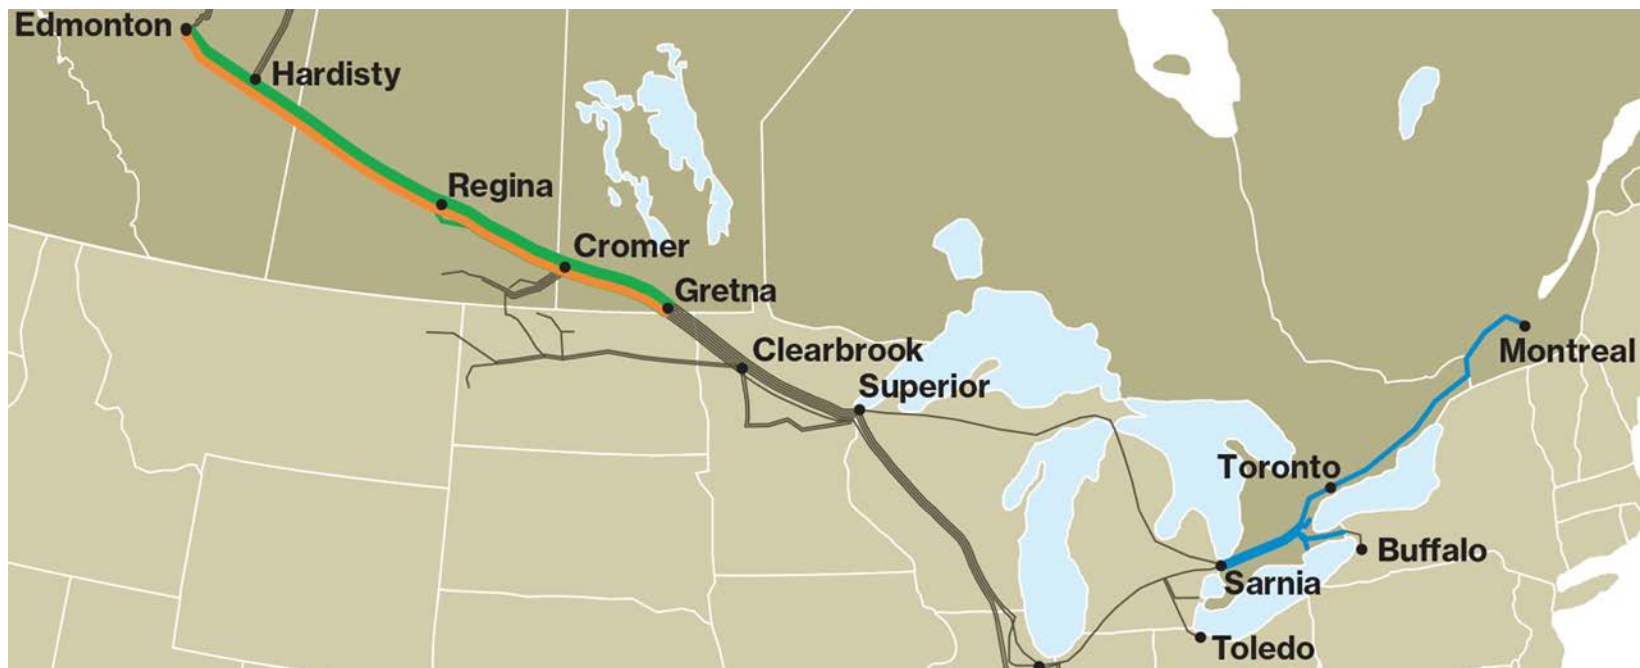 Edmonton
Hardisty
Regina
Cromer
Gretna
Clearbrook
Superior
Montreal
Toronto
Buffalo
Sarnia
Toledo